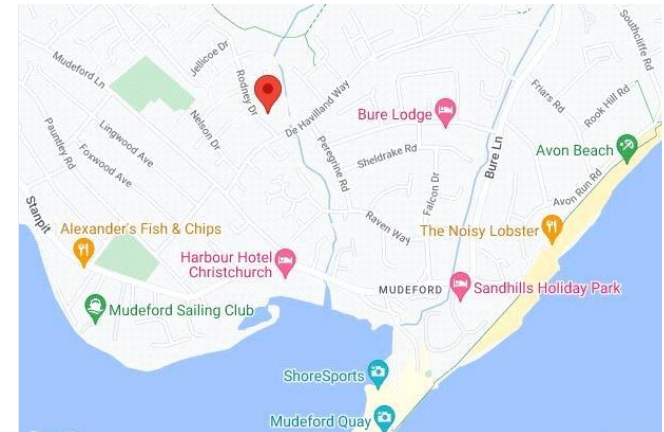 Southcliffe Rd
Jellicoe Dr
Mudeford Ln
Rodney Dr
Friars Rd
Rook Hill Rd
Nelson Dr
De Havilland Way
Bure Lodge
Lingwood Ave
Pauntley Rd
Foxwood Ave
Peregrine Rd
Sheldrake Rd
Bure Ln
Avon Beach
Falcon Dr
Avon Run Rd
Stanpit
Raven Way
Alexander's Fish & Chips
The Noisy Lobster
Harbour Hotel
Christchurch
MUDEFORD
Sandhills Holiday Park
Mudeford Sailing Club
ShoreSports
Mudeford Quay